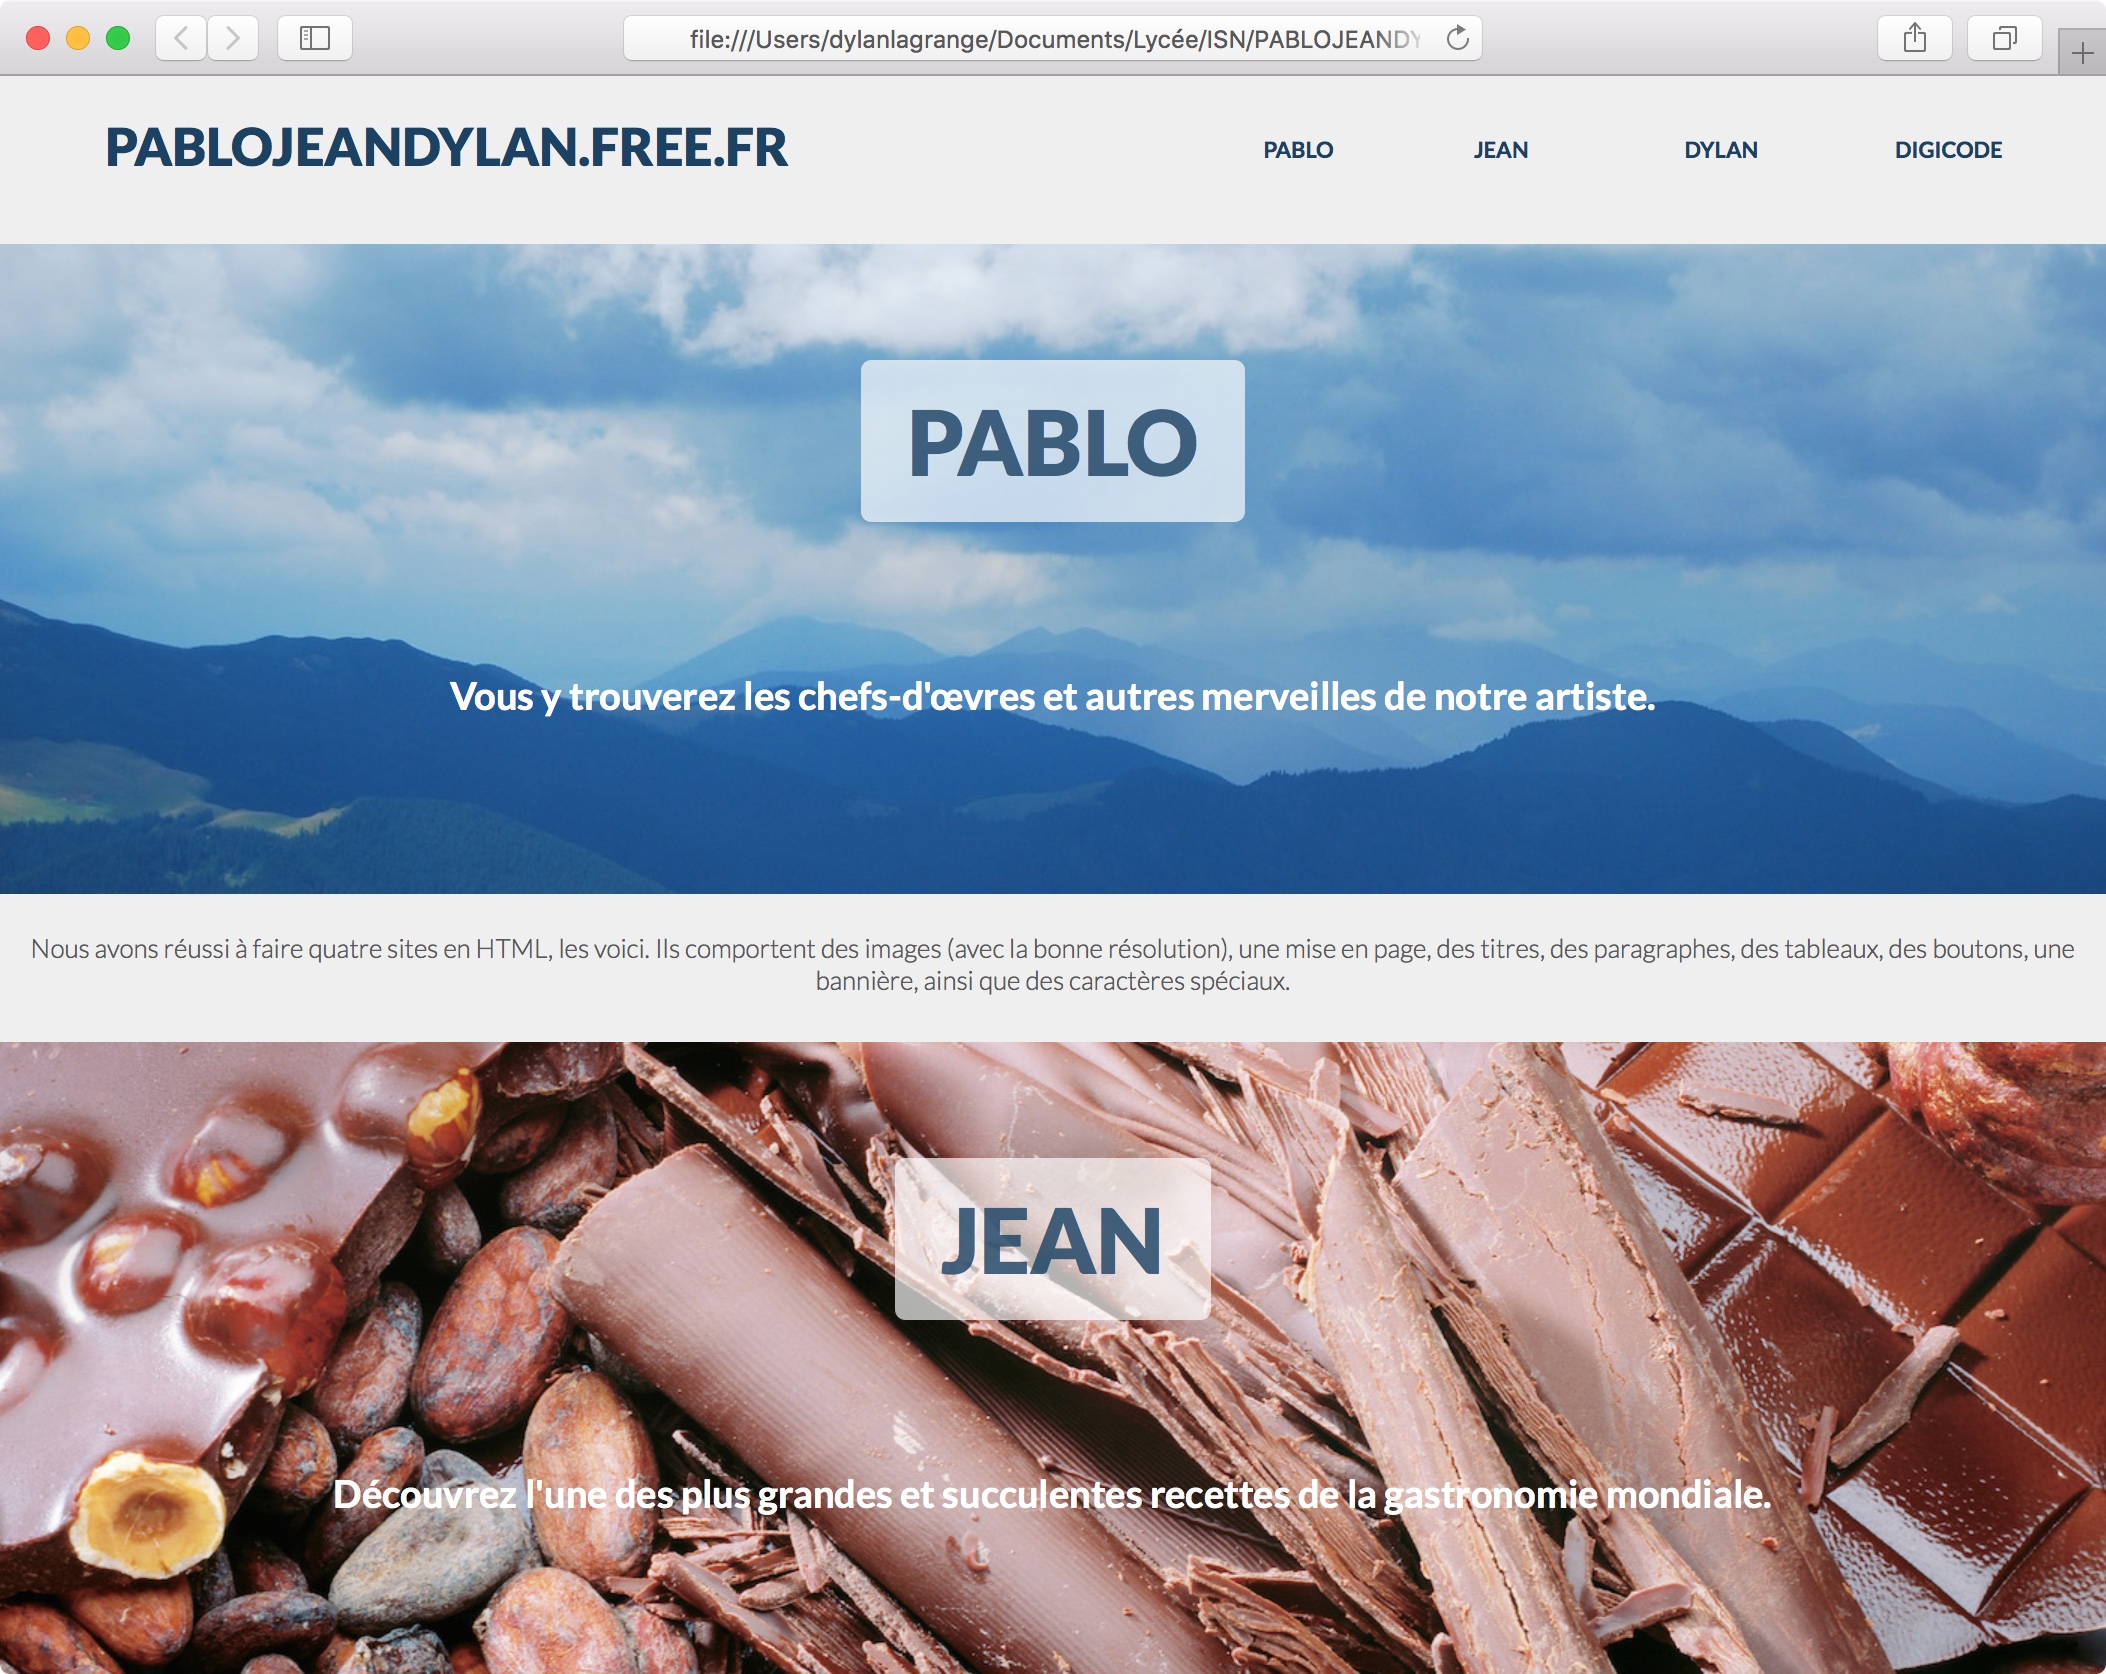 file:///Users/dylanlagrange/Documents/Lycée/ISN/PABLOJEANDY
PABLOJEANDYLAN.FREE.FR
PABLO
JEAN
DYLAN
DIGICODE
PABLO
Vous y trouverez les chefs-d'œvres et autres merveilles de notre artiste.
Nous avons réussi à faire quatre sites en HTML, les voici. Ils comportent des images (avec la bonne résolution), une mise en page, des titres, des paragraphes, des tableaux, des boutons, une
bannière, ainsi que des caractères spéciaux.
JEAN
Découvrez l'une des plus grandes et succulentes recettes de la gastronomie mondiale.